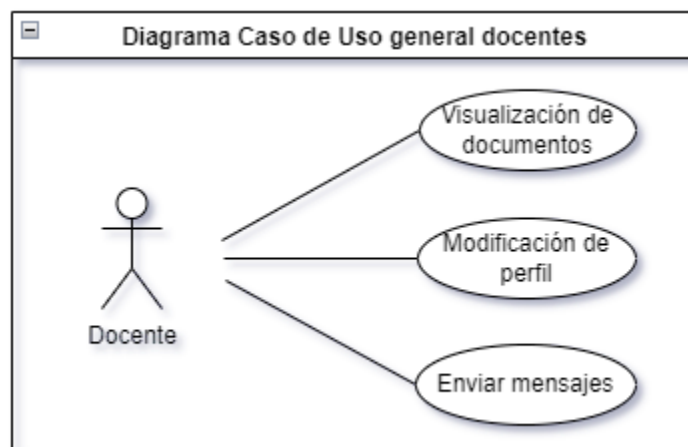 Diagrama Caso de Uso general docentes
Visualización de
documentos
Modificación de
perfil
Docente
Enviar mensajes